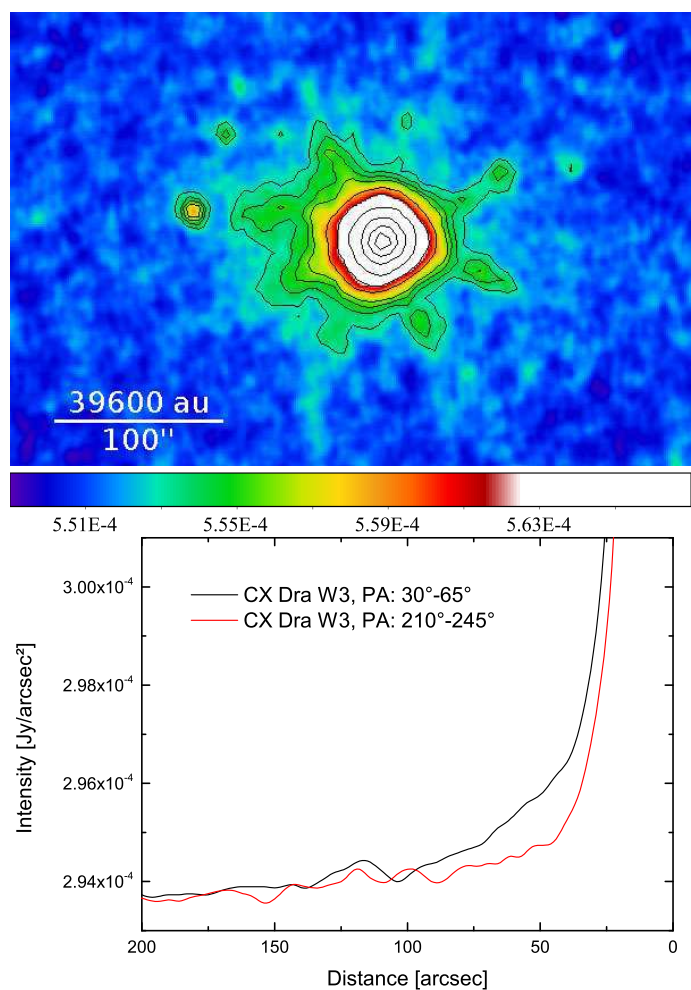 39600 au
100"
5.51E-4 5.55E-4 5.59E-4 5.63E-4
3.00x10⁻⁴
CX Dra W3, PA: 30°-65°
CX Dra W3, PA: 210°-245°
2.98x10⁻⁴
2.96x10⁻⁴
2.94x10⁻⁴
Intensity [Jy/arcsec²]
200 150 100 50 0
Distance [arcsec]